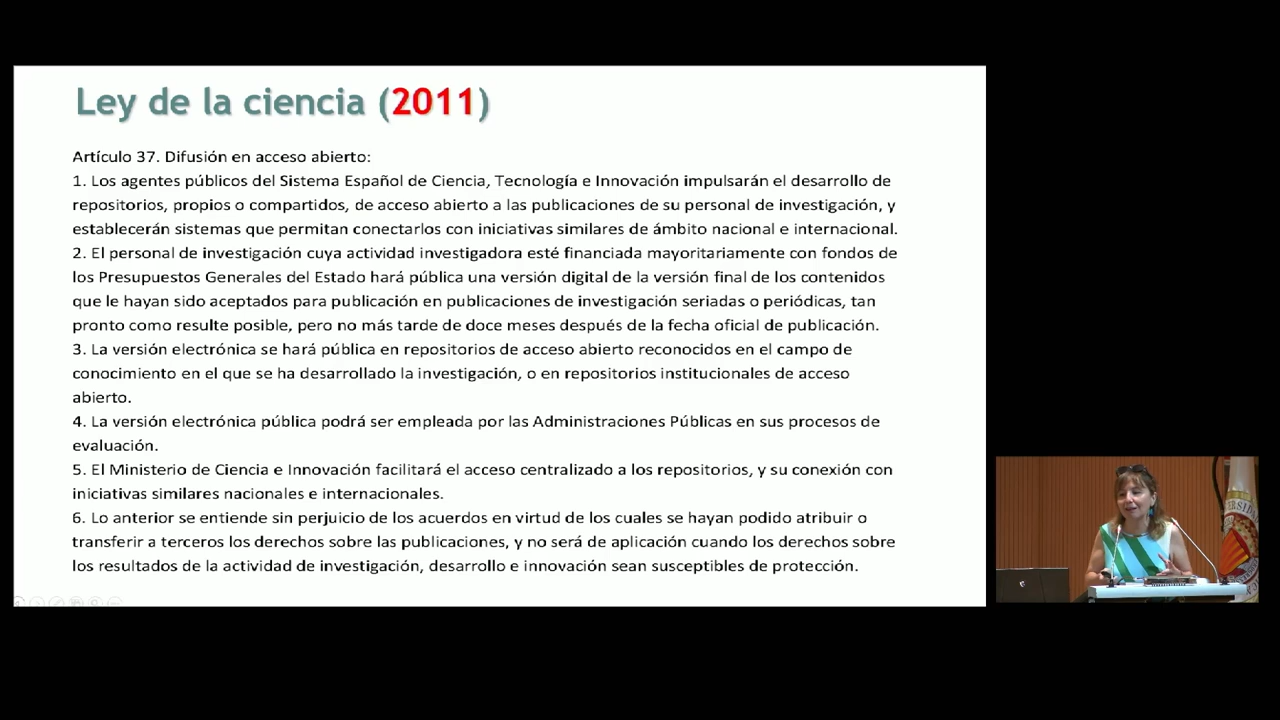 Ley de la ciencia (2011)
Artículo 37. Difusión en acceso abierto:
1. Los agentes públicos del Sistema Español de Ciencia, Tecnología e Innovación impulsarán el desarrollo de
repositorios, propios o compartidos, de acceso abierto a las publicaciones de su personal de investigación, y
establecerán sistemas que permitan conectarlos con iniciativas similares de ámbito nacional e internacional.
2. El personal de investigación cuya actividad investigadora esté financiada mayoritariamente con fondos de
los Presupuestos Generales del Estado hará pública una versión digital de la versión final de los contenidos
que le hayan sido aceptados para publicación en publicaciones de investigación seriadas o periódicas, tan
pronto como resulte posible, pero no más tarde de doce meses después de la fecha oficial de publicación.
3. La versión electrónica se hará pública en repositorios de acceso abierto reconocidos en el campo de
conocimiento en el que se ha desarrollado la investigación, o en repositorios institucionales de acceso
abierto.
4. La versión electrónica pública podrá ser empleada por las Administraciones Públicas en sus procesos de
evaluación.
5. El Ministerio de Ciencia e Innovación facilitará el acceso centralizado a los repositorios, y su conexión con
iniciativas similares nacionales e internacionales.
6. Lo anterior se entiende sin perjuicio de los acuerdos en virtud de los cuales se hayan podido atribuir o
transferir a terceros los derechos sobre las publicaciones, y no será de aplicación cuando los derechos sobre
los resultados de la actividad de investigación, desarrollo e innovación sean susceptibles de protección.